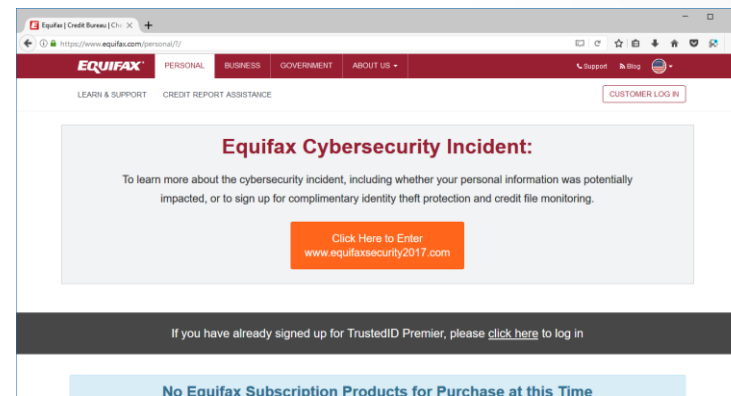 Equifax | Credit Bureau | Ch
https://www.equifax.com/personal/?/
EQUIFAX PERSONAL BUSINESS GOVERNMENT ABOUT US Support Blog
LEARN & SUPPORT CREDIT REPORT ASSISTANCE CUSTOMER LOG IN
Equifax Cybersecurity Incident:
To learn more about the cybersecurity incident, including whether your personal information was potentially
impacted, or to sign up for complimentary identity theft protection and credit file monitoring.
Click Here to Enter
www.equifaxsecurity2017.com
If you have already signed up for TrustedID Premier, please click here to log in
No Equifax Subscription Products for Purchase at this Time